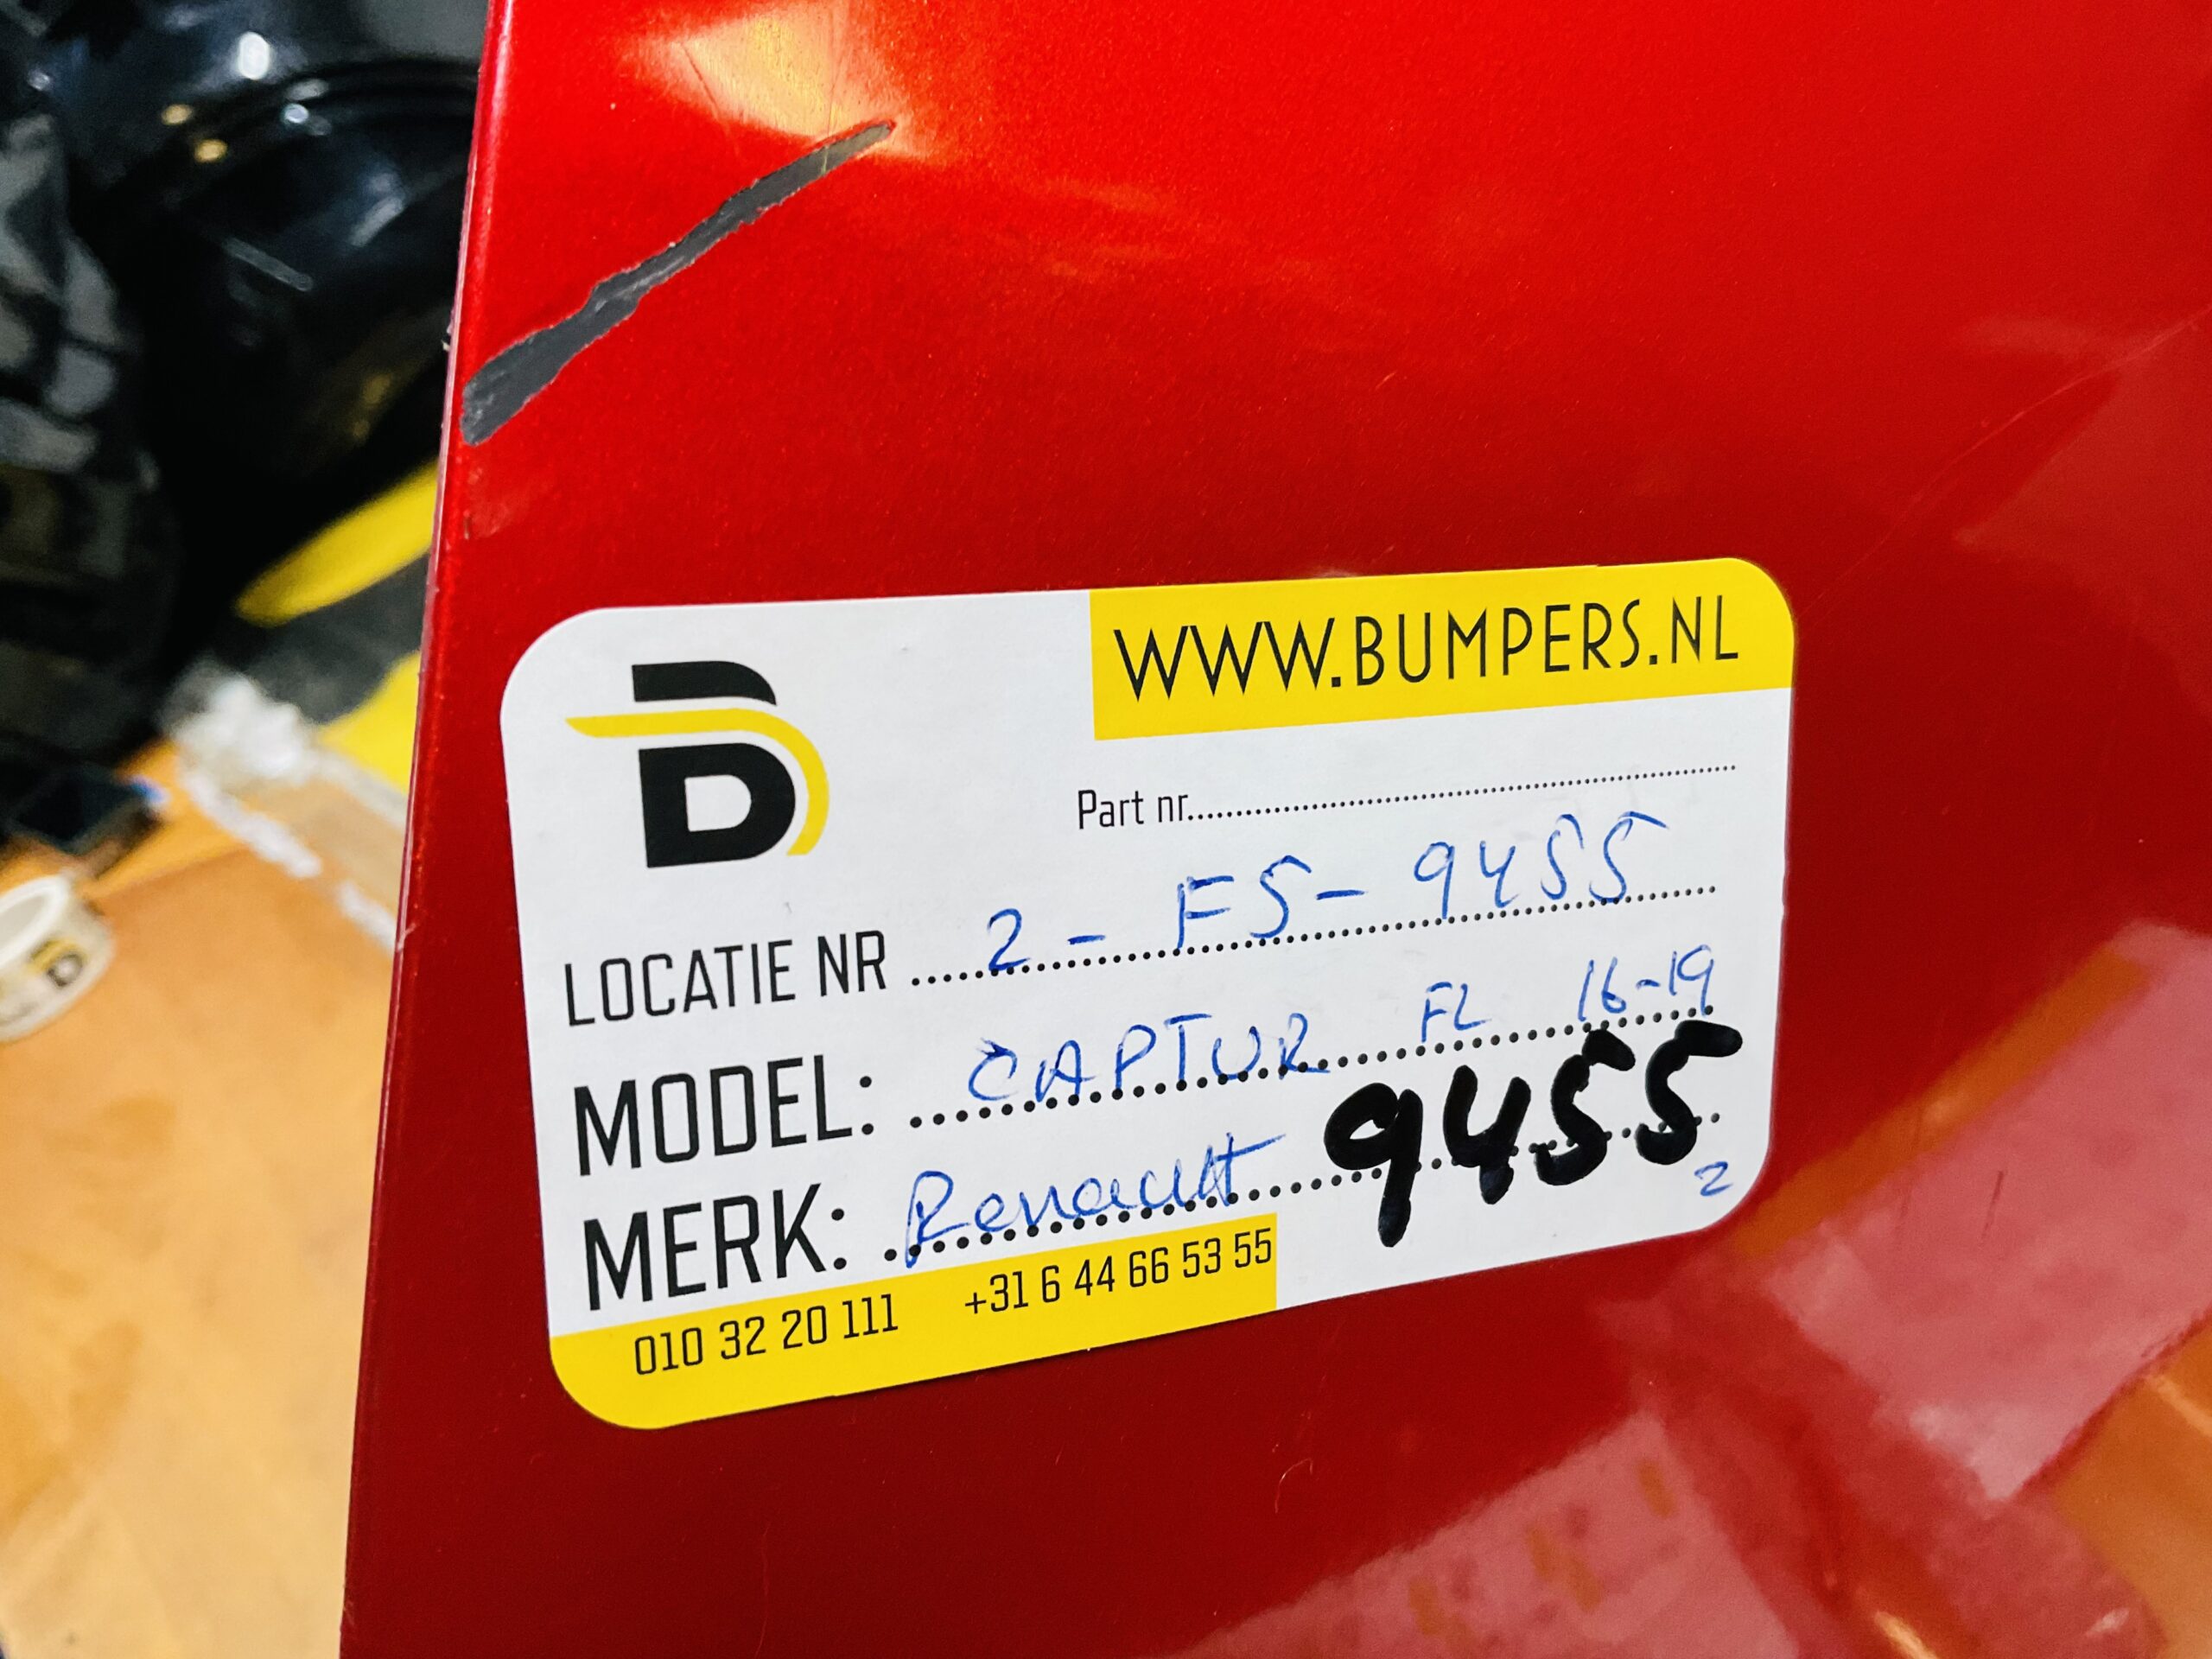 WWW.BUMPERS.NL
Part nr.
LOCATIE NR 2 - FS - 9455
MODEL: CAPTUR FL 16-19
MERK: Renault 9455
2
010 32 20 111 +31 6 44 66 53 55